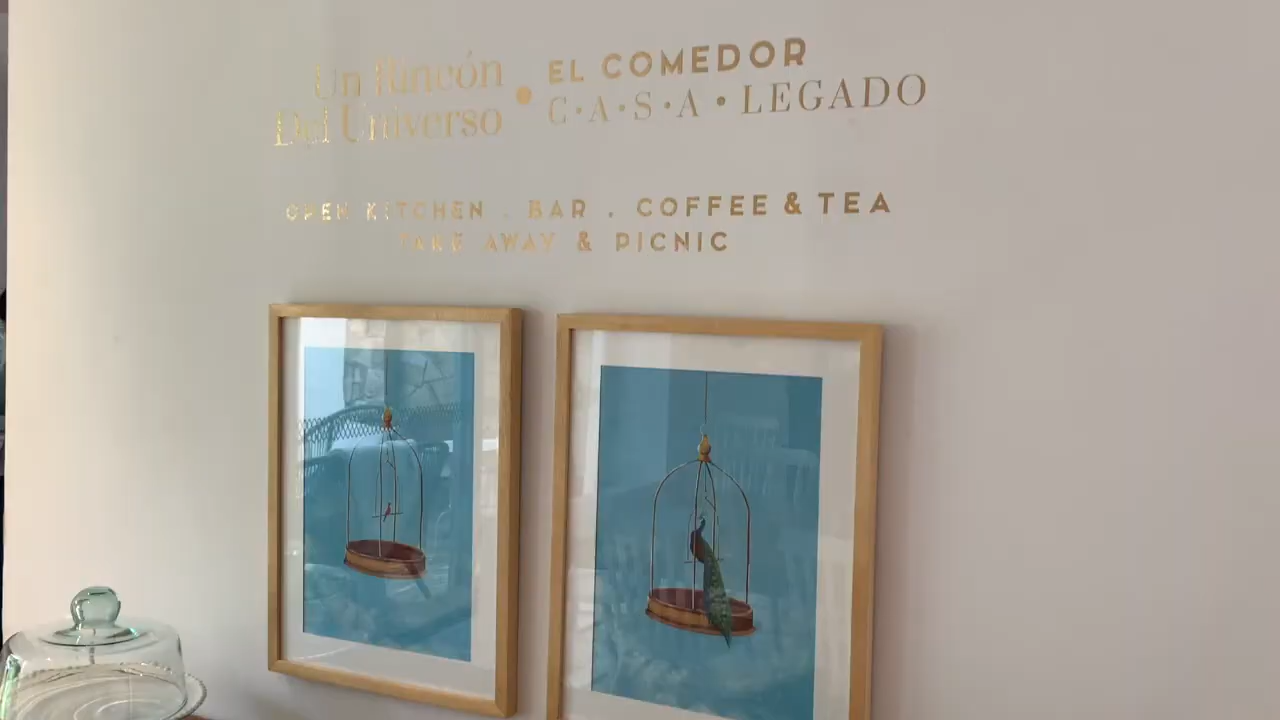 Un Rincón
Del Universo
• EL COMEDOR
C·A·S·A • LEGADO
OPEN KITCHEN . BAR . COFFEE & TEA
TAKE AWAY & PICNIC